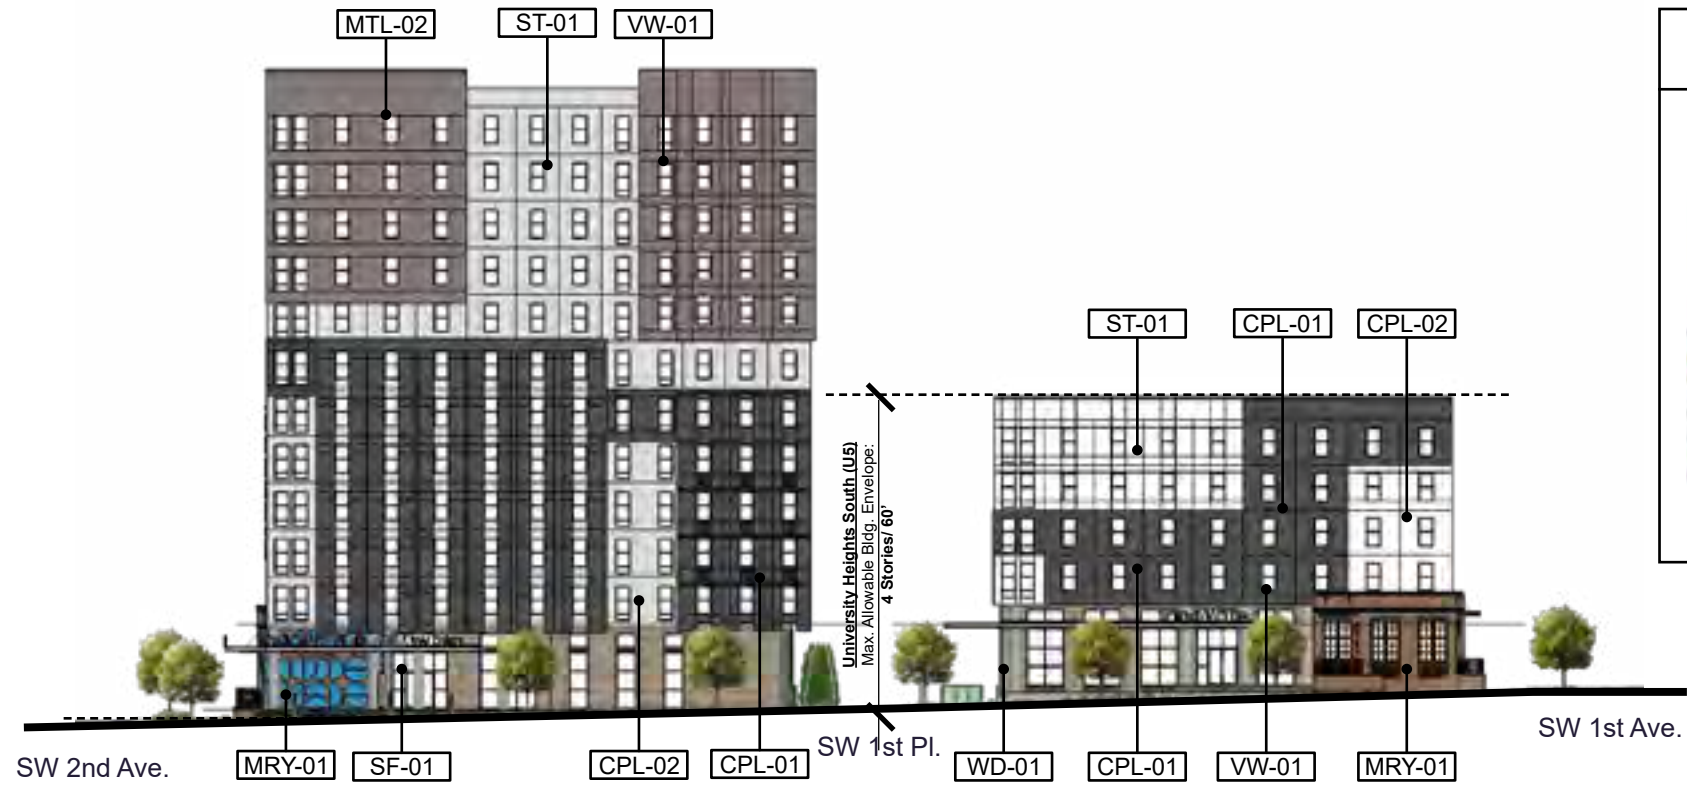 MTL-02
ST-01
VW-01
ST-01
CPL-01
CPL-02
University Heights South (U5)
Max. Allowable Bldg. Envelope:
4 Stories/ 60'
SW 2nd Ave.
MRY-01
SF-01
CPL-02
CPL-01
SW 1st Pl.
WD-01
CPL-01
VW-01
MRY-01
SW 1st Ave.